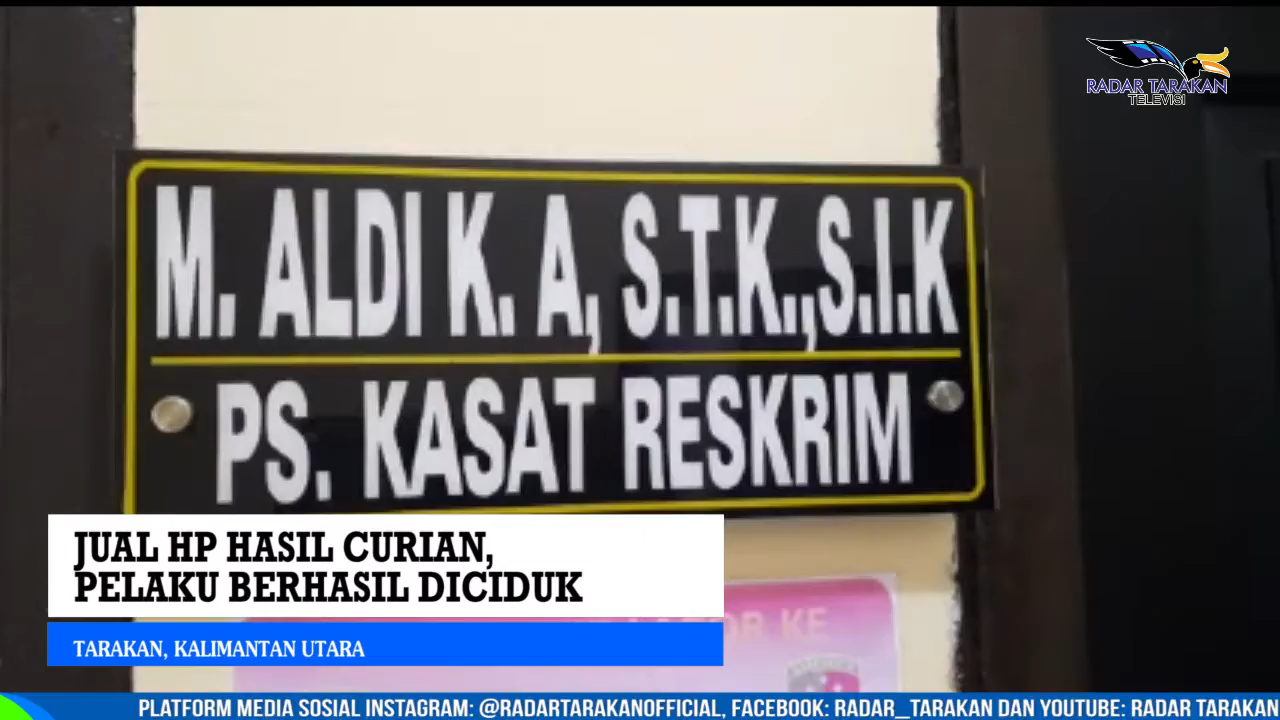 RADAR TARAKAN
TELEVISI
M. ALDI K. A, S.T.K.,S.I.K
PS. KASAT RESKRIM
JUAL HP HASIL CURIAN,
PELAKU BERHASIL DICIDUK
KE
TARAKAN, KALIMANTAN UTARA
PLATFORM MEDIA SOSIAL INSTAGRAM: @RADARTARAKANOFFICIAL, FACEBOOK: RADAR_TARAKAN DAN YOUTUBE: RADAR TARAKAN